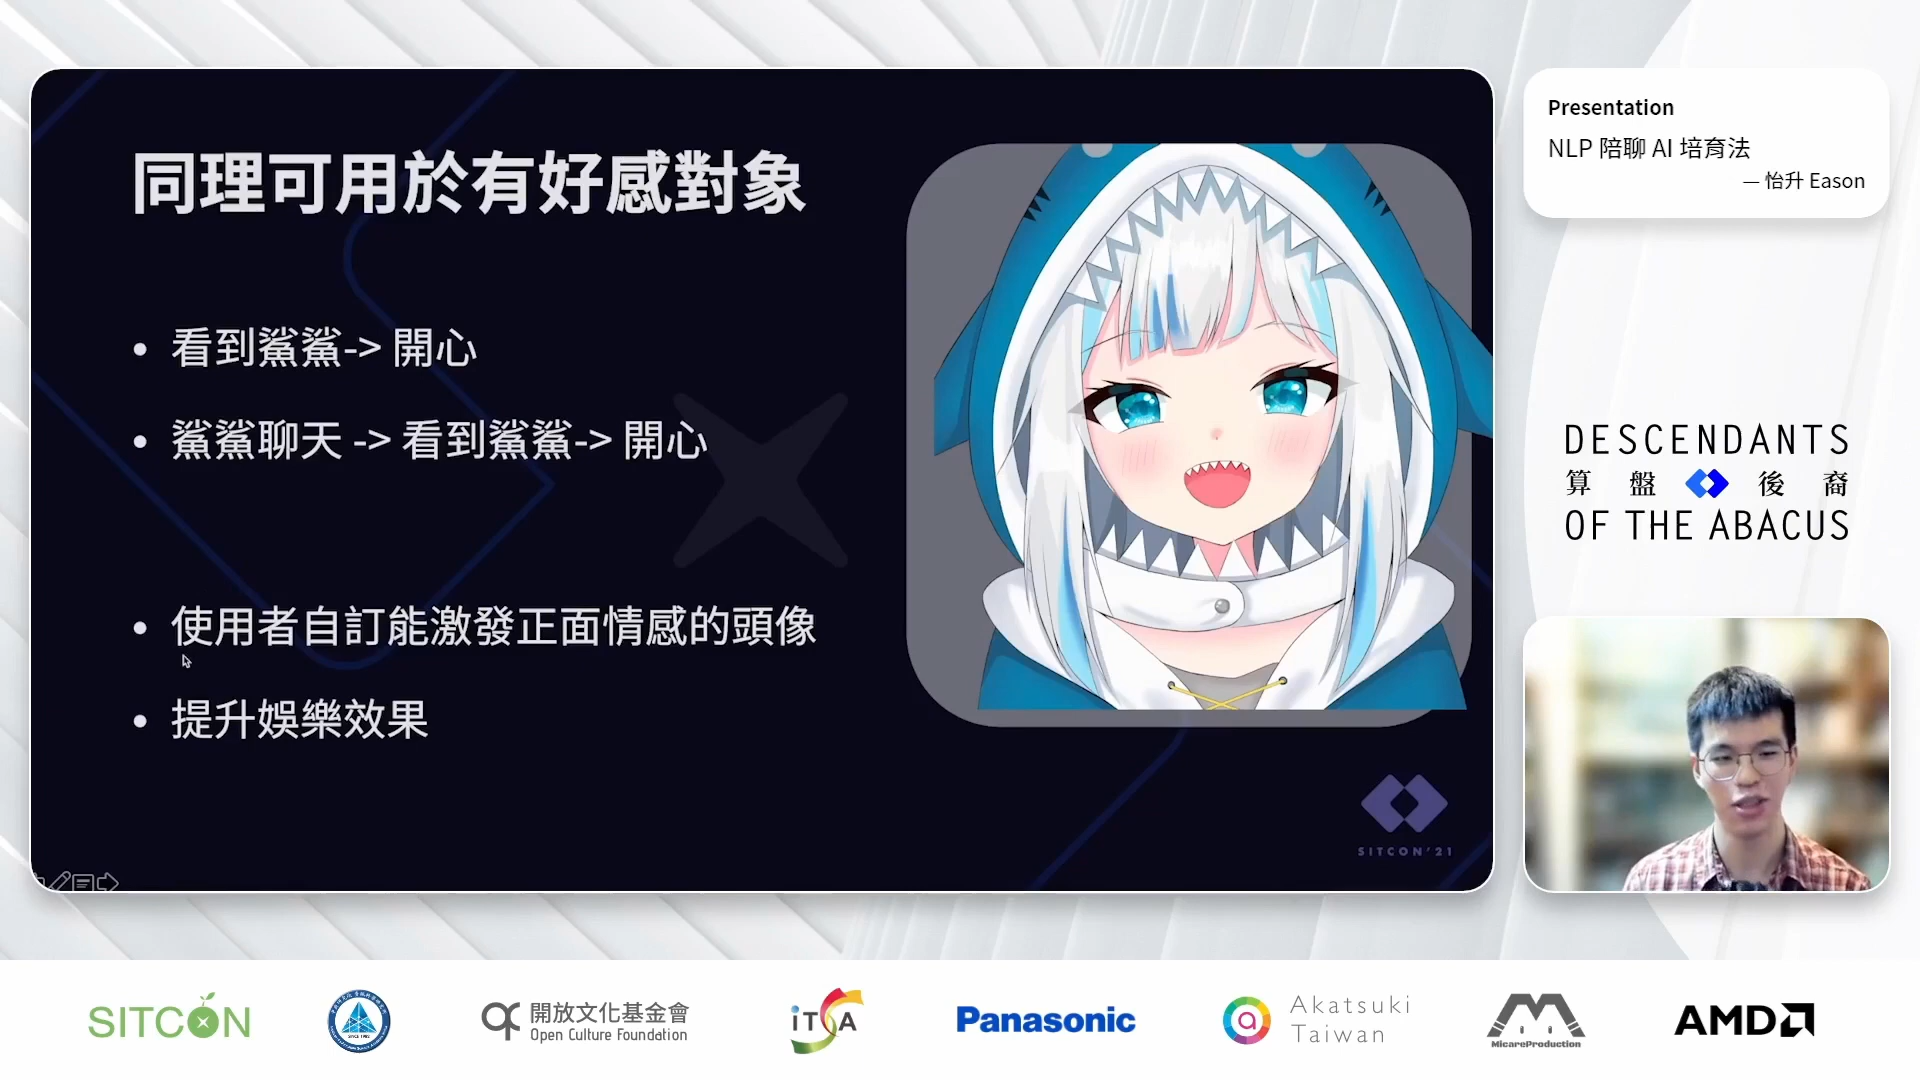 同理可用於有好感對象
• 看到鯊鯊-> 開心
• 鯊鯊聊天 -> 看到鯊鯊-> 開心
• 使用者自訂能激發正面情感的頭像
• 提升娛樂效果
SITCON'21
Presentation
NLP 陪聊 AI 培育法
— 怡升 Eason
DESCENDANTS
算盤後裔
OF THE ABACUS
SITCON
開放文化基金會
Open Culture Foundation
iTSA
Panasonic
Akatsuki
Taiwan
MicareProduction
AMD